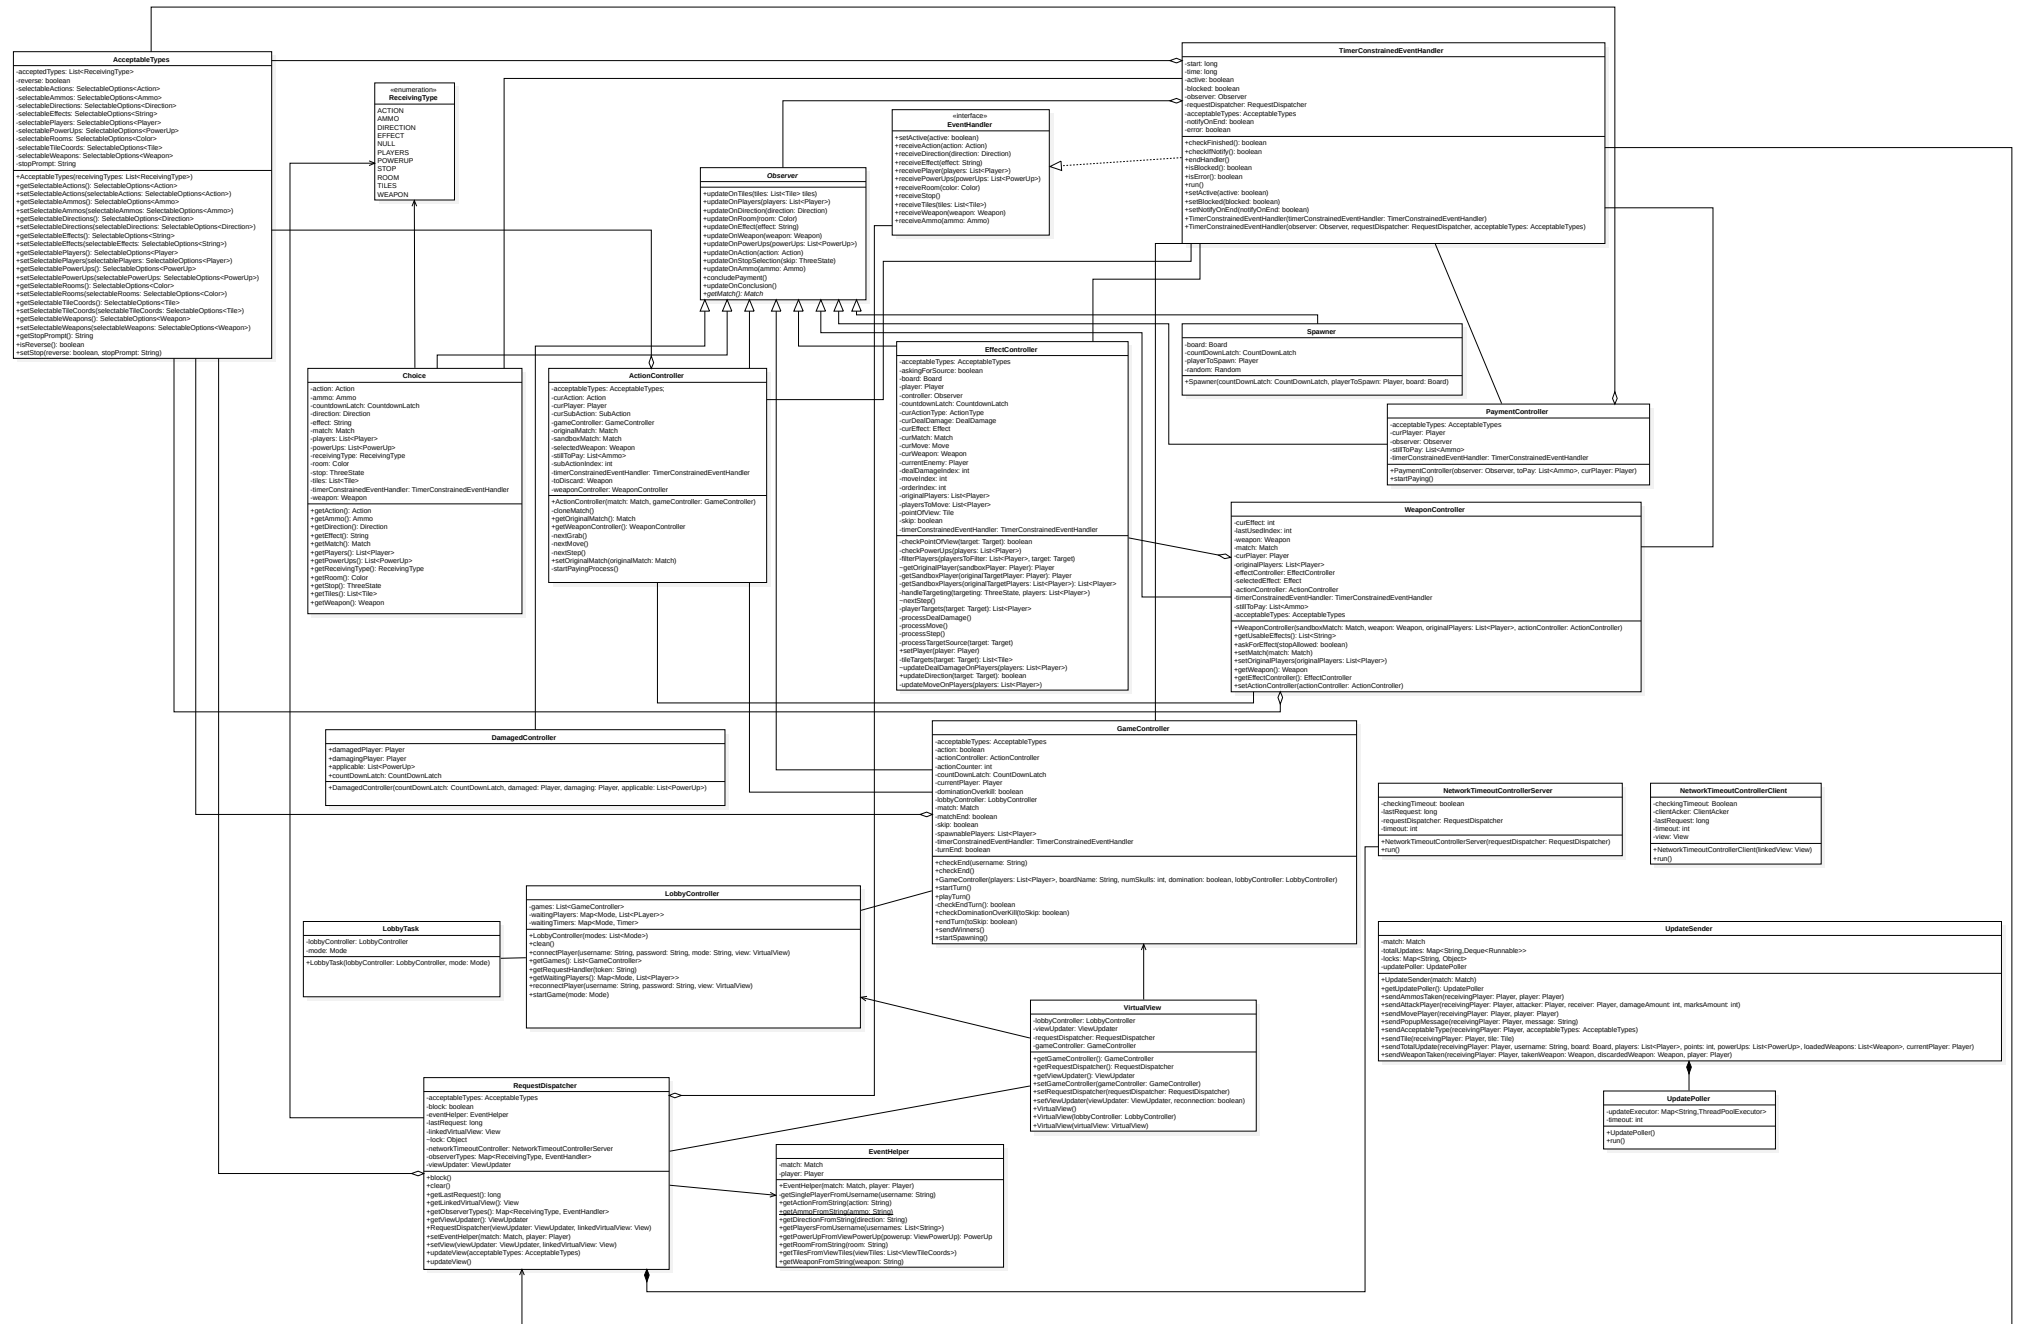 AcceptableTypes
-acceptedTypes: List<ReceivingType>
-reverse: boolean
-selectableActions: SelectableOptions<Action>
-selectableAmmos: SelectableOptions<Ammo>
-selectableDirections: SelectableOptions<Direction>
-selectableEffects: SelectableOptions<String>
-selectablePlayers: SelectableOptions<Player>
-selectablePowerUps: SelectableOptions<PowerUp>
-selectableRooms: SelectableOptions<Color>
-selectableTileCoords: SelectableOptions<Tile>
-selectableWeapons: SelectableOptions<Weapon>
-stopPrompt: String
+AcceptableTypes(receivingTypes: List<ReceivingType>)
+getSelectableActions(): SelectableOptions<Action>
+setSelectableActions(selectableActions: SelectableOptions<Action>)
+getSelectableAmmos(): SelectableOptions<Ammo>
+setSelectableAmmos(selectableAmmos: SelectableOptions<Ammo>)
+getSelectableDirections(): SelectableOptions<Direction>
+setSelectableDirections(selectableDirections: SelectableOptions<Direction>)
+getSelectableEffects(): SelectableOptions<String>
+setSelectableEffects(selectableEffects: SelectableOptions<String>)
+getSelectablePlayers(): SelectableOptions<Player>
+setSelectablePlayers(selectablePlayers: SelectableOptions<Player>)
+getSelectablePowerUps(): SelectableOptions<PowerUp>
+setSelectablePowerUps(selectablePowerUps: SelectableOptions<PowerUp>)
+getSelectableRooms(): SelectableOptions<Color>
+setSelectableRooms(selectableRooms: SelectableOptions<Color>)
+getSelectableTileCoords(): SelectableOptions<Tile>
+setSelectableTileCoords(selectableTileCoords: SelectableOptions<Tile>)
+getSelectableWeapons(): SelectableOptions<Weapon>
+setSelectableWeapons(selectableWeapons: SelectableOptions<Weapon>)
+getStopPrompt(): String
+isReverse(): boolean
+setStop(reverse: boolean, stopPrompt: String)
«enumeration»
ReceivingType
ACTION
AMMO
DIRECTION
EFFECT
NULL
PLAYERS
POWERUP
STOP
ROOM
TILES
WEAPON
Observer
+updateOnTiles(tiles: List<Tile> tiles)
+updateOnPlayers(players: List<Player>)
+updateOnDirection(direction: Direction)
+updateOnRoom(room: Color)
+updateOnEffect(effect: String)
+updateOnWeapon(weapon: Weapon)
+updateOnPowerUps(powerUps: List<PowerUp>)
+updateOnAction(action: Action)
+updateOnStopSelection(skip: ThreeState)
+updateOnAmmo(ammo: Ammo)
+concludePayment()
+updateOnConclusion()
+getMatch(): Match
«interface»
EventHandler
+setActive(active: boolean)
+receiveAction(action: Action)
+receiveDirection(direction: Direction)
+receiveEffect(effect: String)
+receivePlayer(players: List<Player>)
+receivePowerUps(powerUps: List<PowerUp>)
+receiveRoom(color: Color)
+receiveStop()
+receiveTiles(tiles: List<Tile>)
+receiveWeapon(weapon: Weapon)
+receiveAmmo(ammo: Ammo)
TimerConstrainedEventHandler
-start: long
-time: long
-active: boolean
-blocked: boolean
-observer: Observer
-requestDispatcher: RequestDispatcher
-acceptableTypes: AcceptableTypes
-notifyOnEnd: boolean
-error: boolean
+checkFinished(): boolean
+checkIfNotify(): boolean
+endHandler()
+isBlocked(): boolean
+isError(): boolean
+run()
+setActive(active: boolean)
+setBlocked(blocked: boolean)
+setNotifyOnEnd(notifyOnEnd: boolean)
+TimerConstrainedEventHandler(timerConstrainedEventHandler: TimerConstrainedEventHandler)
+TimerConstrainedEventHandler(observer: Observer, requestDispatcher: RequestDispatcher, acceptableTypes: AcceptableTypes)
Spawner
-board: Board
-countDownLatch: CountDownLatch
-playerToSpawn: Player
-random: Random
+Spawner(countDownLatch: CountDownLatch, playerToSpawn: Player, board: Board)
Choice
-action: Action
-ammo: Ammo
-countdownLatch: CountdownLatch
-direction: Direction
-effect: String
-match: Match
-players: List<Player>
-powerUps: List<PowerUp>
-receivingType: ReceivingType
-room: Color
-stop: ThreeState
-tiles: List<Tile>
-timerConstrainedEventHandler: TimerConstrainedEventHandler
-weapon: Weapon
+getAction(): Action
+getAmmo(): Ammo
+getDirection(): Direction
+getEffect(): String
+getMatch(): Match
+getPlayers(): List<Player>
+getPowerUps(): List<PowerUp>
+getReceivingType(): ReceivingType
+getRoom(): Color
+getStop(): ThreeState
+getTiles(): List<Tile>
+getWeapon(): Weapon
ActionController
-acceptableTypes: AcceptableTypes;
-curAction: Action
-curPlayer: Player
-curSubAction: SubAction
-gameController: GameController
-originalMatch: Match
-sandboxMatch: Match
-selectedWeapon: Weapon
-stillToPay: List<Ammo>
-subActionIndex: int
-timerConstrainedEventHandler: TimerConstrainedEventHandler
-toDiscard: Weapon
-weaponController: WeaponController
+ActionController(match: Match, gameController: GameController)
-cloneMatch()
+getOriginalMatch(): Match
+getWeaponController(): WeaponController
-nextGrab()
-nextMove()
-nextStep()
+setOriginalMatch(originalMatch: Match)
-startPayingProcess()
EffectController
-acceptableTypes: AcceptableTypes
-askingForSource: boolean
-board: Board
-player: Player
-controller: Observer
-countdownLatch: CountdownLatch
-curActionType: ActionType
-curDealDamage: DealDamage
-curEffect: Effect
-curMatch: Match
-curMove: Move
-curWeapon: Weapon
-currentEnemy: Player
-dealDamageIndex: int
-moveIndex: int
-orderIndex: int
-originalPlayers: List<Player>
-playersToMove: List<Player>
-pointOfView: Tile
-skip: boolean
-timerConstrainedEventHandler: TimerConstrainedEventHandler
-checkPointOfView(target: Target): boolean
-checkPowerUps(players: List<Player>)
-filterPlayers(playersToFilter: List<Player>, target: Target)
~getOriginalPlayer(sandboxPlayer: Player): Player
-getSandboxPlayer(originalTargetPlayer: Player): Player
-getSandboxPlayers(originalTargetPlayers: List<Player>): List<Player>
-handleTargeting(targeting: ThreeState, players: List<Player>)
~nextStep()
-playerTargets(target: Target): List<Player>
-processDealDamage()
-processMove()
-processStep()
-processTargetSource(target: Target)
+setPlayer(player: Player)
-tileTargets(target: Target): List<Tile>
~updateDealDamageOnPlayers(players: List<Player>)
+updateDirection(target: Target): boolean
-updateMoveOnPlayers(players: List<Player>)
PaymentController
-acceptableTypes: AcceptableTypes
-curPlayer: Player
-observer: Observer
-stillToPay: List<Ammo>
-timerConstrainedEventHandler: TimerConstrainedEventHandler
+PaymentController(observer: Observer, toPay: List<Ammo>, curPlayer: Player)
+startPaying()
WeaponController
-curEffect: int
-lastUsedIndex: int
-weapon: Weapon
-match: Match
-curPlayer: Player
-originalPlayers: List<Player>
-effectController: EffectController
-selectedEffect: Effect
-actionController: ActionController
-timerConstrainedEventHandler: TimerConstrainedEventHandler
-stillToPay: List<Ammo>
-acceptableTypes: AcceptableTypes
+WeaponController(sandboxMatch: Match, weapon: Weapon, originalPlayers: List<Player>, actionController: ActionController)
+getUsableEffects(): List<String>
+askForEffect(stopAllowed: boolean)
+setMatch(match: Match)
+setOriginalPlayers(originalPlayers: List<Player>)
+getWeapon(): Weapon
+getEffectController(): EffectController
+setActionController(actionController: ActionController)
DamagedController
+damagedPlayer: Player
+damagingPlayer: Player
+applicable: List<PowerUp>
+countDownLatch: CountDownLatch
+DamagedController(countDownLatch: CountDownLatch, damaged: Player, damaging: Player, applicable: List<PowerUp>)
GameController
-acceptableTypes: AcceptableTypes
-action: boolean
-actionController: ActionController
-actionCounter: int
-countDownLatch: CountDownLatch
-currentPlayer: Player
-dominationOverkill: boolean
-lobbyController: LobbyController
-match: Match
-matchEnd: boolean
-skip: boolean
-spawnablePlayers: List<Player>
-timerConstrainedEventHandler: TimerConstrainedEventHandler
-turnEnd: boolean
+checkEnd(username: String)
+checkEnd()
+GameController(players: List<Player>, boardName: String, numSkulls: int, domination: boolean, lobbyController: LobbyController)
+startTurn()
+playTurn()
-checkEndTurn(): boolean
+checkDominationOverKill(toSkip: boolean)
+endTurn(toSkip: boolean)
+sendWinners()
+startSpawning()
NetworkTimeoutControllerServer
-checkingTimeout: boolean
-lastRequest: long
-requestDispatcher: RequestDispatcher
-timeout: int
+NetworkTimeoutControllerServer(requestDispatcher: RequestDispatcher)
+run()
NetworkTimeoutControllerClient
-checkingTimeout: Boolean
-clientAcker: ClientAcker
-lastRequest: long
-timeout: int
-view: View
+NetworkTimeoutControllerClient(linkedView: View)
+run()
LobbyTask
-lobbyController: LobbyController
-mode: Mode
+LobbyTask(lobbyController: LobbyController, mode: Mode)
LobbyController
-games: List<GameController>
-waitingPlayers: Map<Mode, List<PLayer>>
-waitingTimers: Map<Mode, Timer>
+LobbyController(modes: List<Mode>)
+clean()
+connectPlayer(username: String, password: String, mode: String, view: VirtualView)
+getGames(): List<GameController>
+getRequestHandler(token: String)
+getWaitingPlayers(): Map<Mode, List<Player>>
+reconnectPlayer(username: String, password: String, view: VirtualView)
+startGame(mode: Mode)
UpdateSender
-match: Match
-totalUpdates: Map<String,Deque<Runnable>>
-locks: Map<String, Object>
-updatePoller: UpdatePoller
+UpdateSender(match: Match)
+getUpdatePoller(): UpdatePoller
+sendAmmosTaken(receivingPlayer: Player, player: Player)
+sendAttackPlayer(receivingPlayer: Player, attacker: Player, receiver: Player, damageAmount: int, marksAmount: int)
+sendMovePlayer(receivingPlayer: Player, player: Player)
+sendPopupMessage(receivingPlayer: Player, message: String)
+sendAcceptableType(receivingPlayer: Player, acceptableTypes: AcceptableTypes)
+sendTile(receivingPlayer: Player, tile: Tile)
+sendTotalUpdate(receivingPlayer: Player, username: String, board: Board, players: List<Player>, points: int, powerUps: List<PowerUp>, loadedWeapons: List<Weapon>, currentPlayer: Player)
+sendWeaponTaken(receivingPlayer: Player, takenWeapon: Weapon, discardedWeapon: Weapon, player: Player)
VirtualView
-lobbyController: LobbyController
-viewUpdater: ViewUpdater
-requestDispatcher: RequestDispatcher
-gameController: GameController
+getGameController(): GameController
+getRequestDispatcher(): RequestDispatcher
+getViewUpdater(): ViewUpdater
+setGameController(gameController: GameController)
+setRequestDispatcher(requestDispatcher: RequestDispatcher)
+setViewUpdater(viewUpdater: ViewUpdater, reconnection: boolean)
+VirtualView()
+VirtualView(lobbyController: LobbyController)
+VirtualView(virtualView: VirtualView)
RequestDispatcher
-acceptableTypes: AcceptableTypes
-block: boolean
-eventHelper: EventHelper
-lastRequest: long
-linkedVirtualView: View
~lock: Object
-networkTimeoutController: NetworkTimeoutControllerServer
-observerTypes: Map<ReceivingType, EventHandler>
-viewUpdater: ViewUpdater
+block()
+clear()
+getLastRequest(): long
+getLinkedVirtualView(): View
+getObserverTypes(): Map<ReceivingType, EventHandler>
+getViewUpdater(): ViewUpdater
+RequestDispatcher(viewUpdater: ViewUpdater, linkedVirtualView: View)
+setEventHelper(match: Match, player: Player)
+setView(viewUpdater: ViewUpdater, linkedVirtualView: View)
+updateView(acceptableTypes: AcceptableTypes)
+updateView()
UpdatePoller
-updateExecutor: Map<String,ThreadPoolExecutor>
-timeout: int
+UpdatePoller()
+run()
EventHelper
-match: Match
-player: Player
+EventHelper(match: Match, player: Player)
-getSinglePlayerFromUsername(username: String)
+getActionFromString(action: String)
+getAmmoFromString(ammo: String)
+getDirectionFromString(direction: String)
+getPlayersFromUsername(usernames: List<String>)
+getPowerUpFromViewPowerUp(powerup: ViewPowerUp): PowerUp
+getRoomFromString(room: String)
+getTilesFromViewTiles(viewTiles: List<ViewTileCoords>)
+getWeaponFromString(weapon: String)